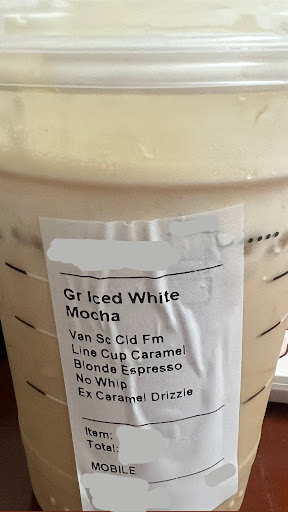 Gr Iced White
Mocha
Van Sc Cld Fm
Line Cup Caramel
Blonde Espresso
No Whip
Ex Caramel Drizzle
Item:
Total:
MOBILE